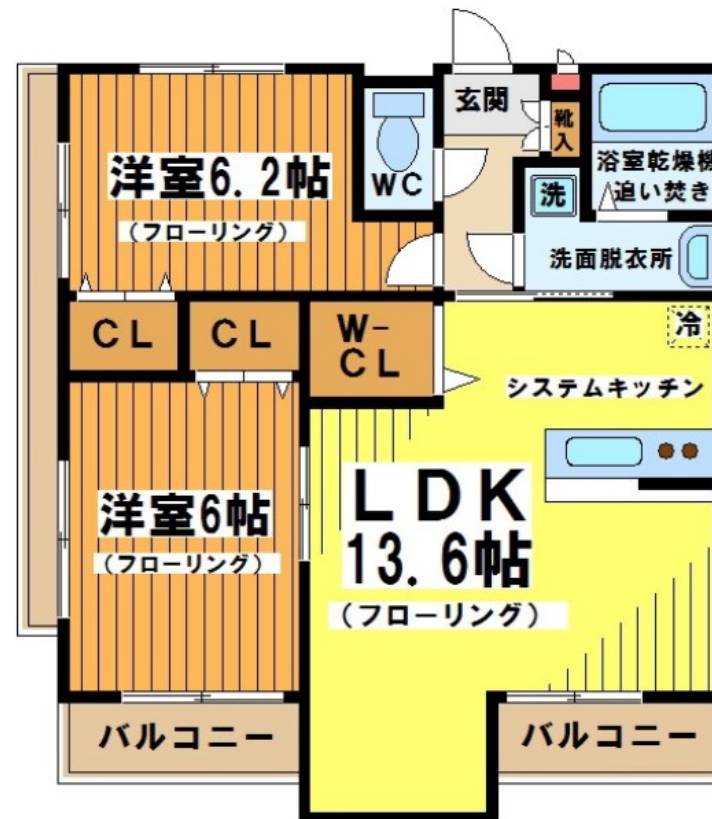 玄関
靴入
浴室乾燥機
追い焚き
洋室6.2帖
(フローリング)
WC
洗
洗面脱衣所
CL
CL
W-
CL
冷
システムキッチン
洋室6帖
(フローリング)
LDK
13.6帖
(フローリング)
バルコニー
バルコニー